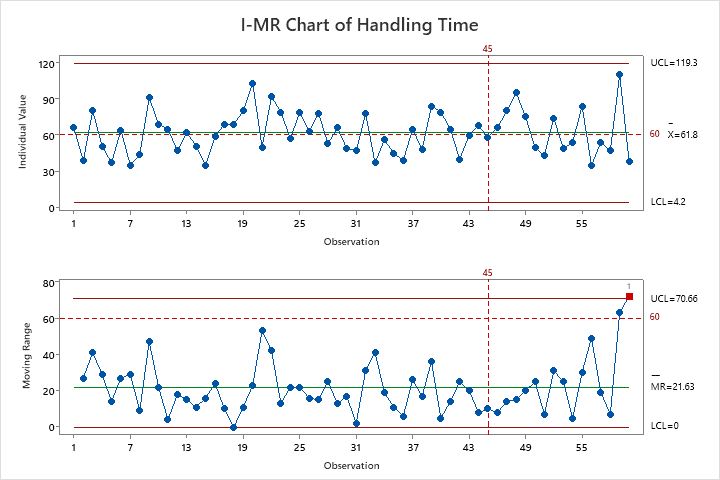 I-MR Chart of Handling Time
45
120
90
60
30
0
Individual Value
UCL=119.3
60
_
X=61.8
LCL=4.2
1 7 13 19 25 31 37 43 49 55
Observation
45
80
60
40
20
0
Moving Range
1
UCL=70.66
60
__
MR=21.63
LCL=0
1 7 13 19 25 31 37 43 49 55
Observation